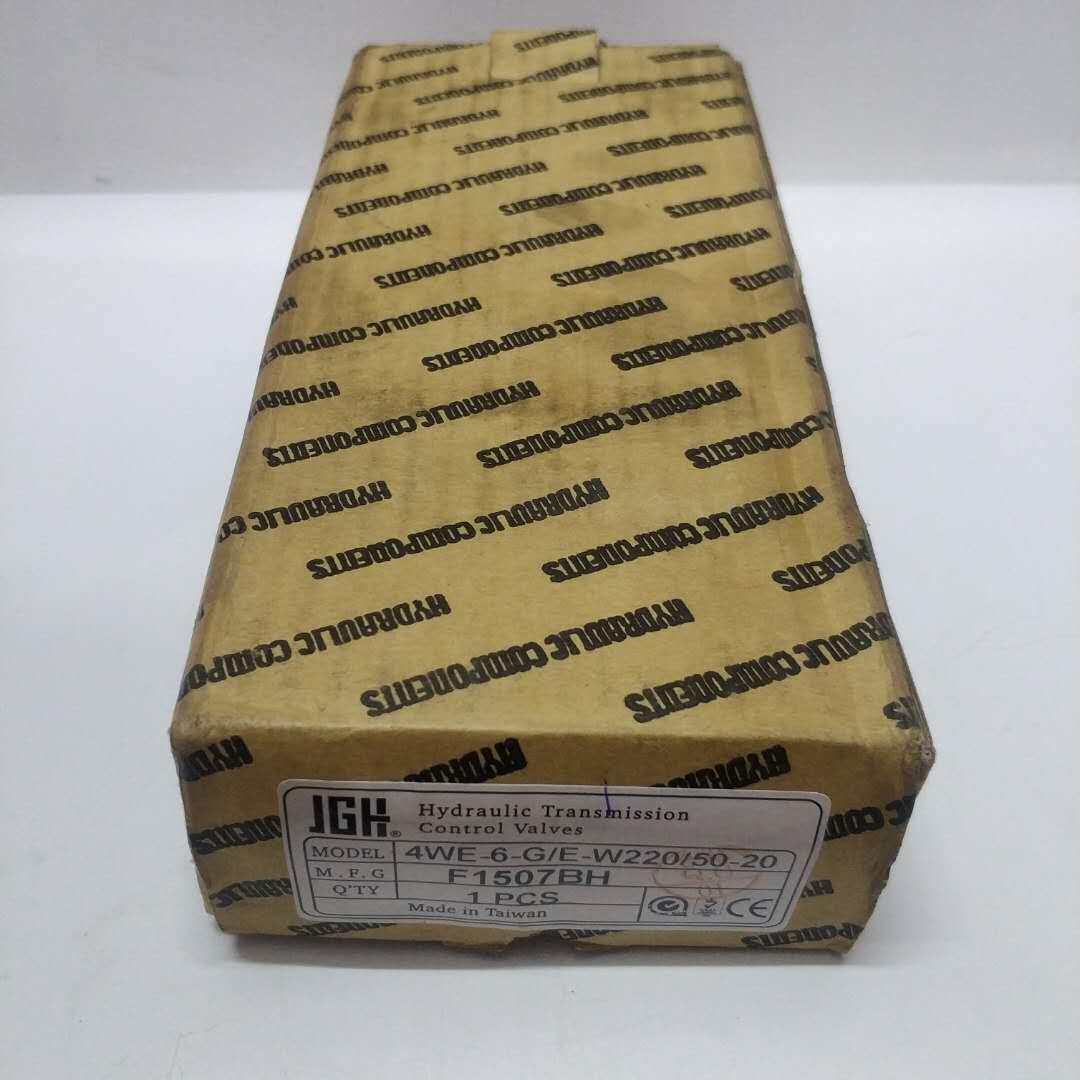 HYDRAULIC COMPONENTS
JGH®
Hydraulic Transmission
Control Valves
MODEL 4WE-6-G/E-W220/50-20
M.F.G F1507BH
Q'TY 1 PCS
Made in Taiwan
CE